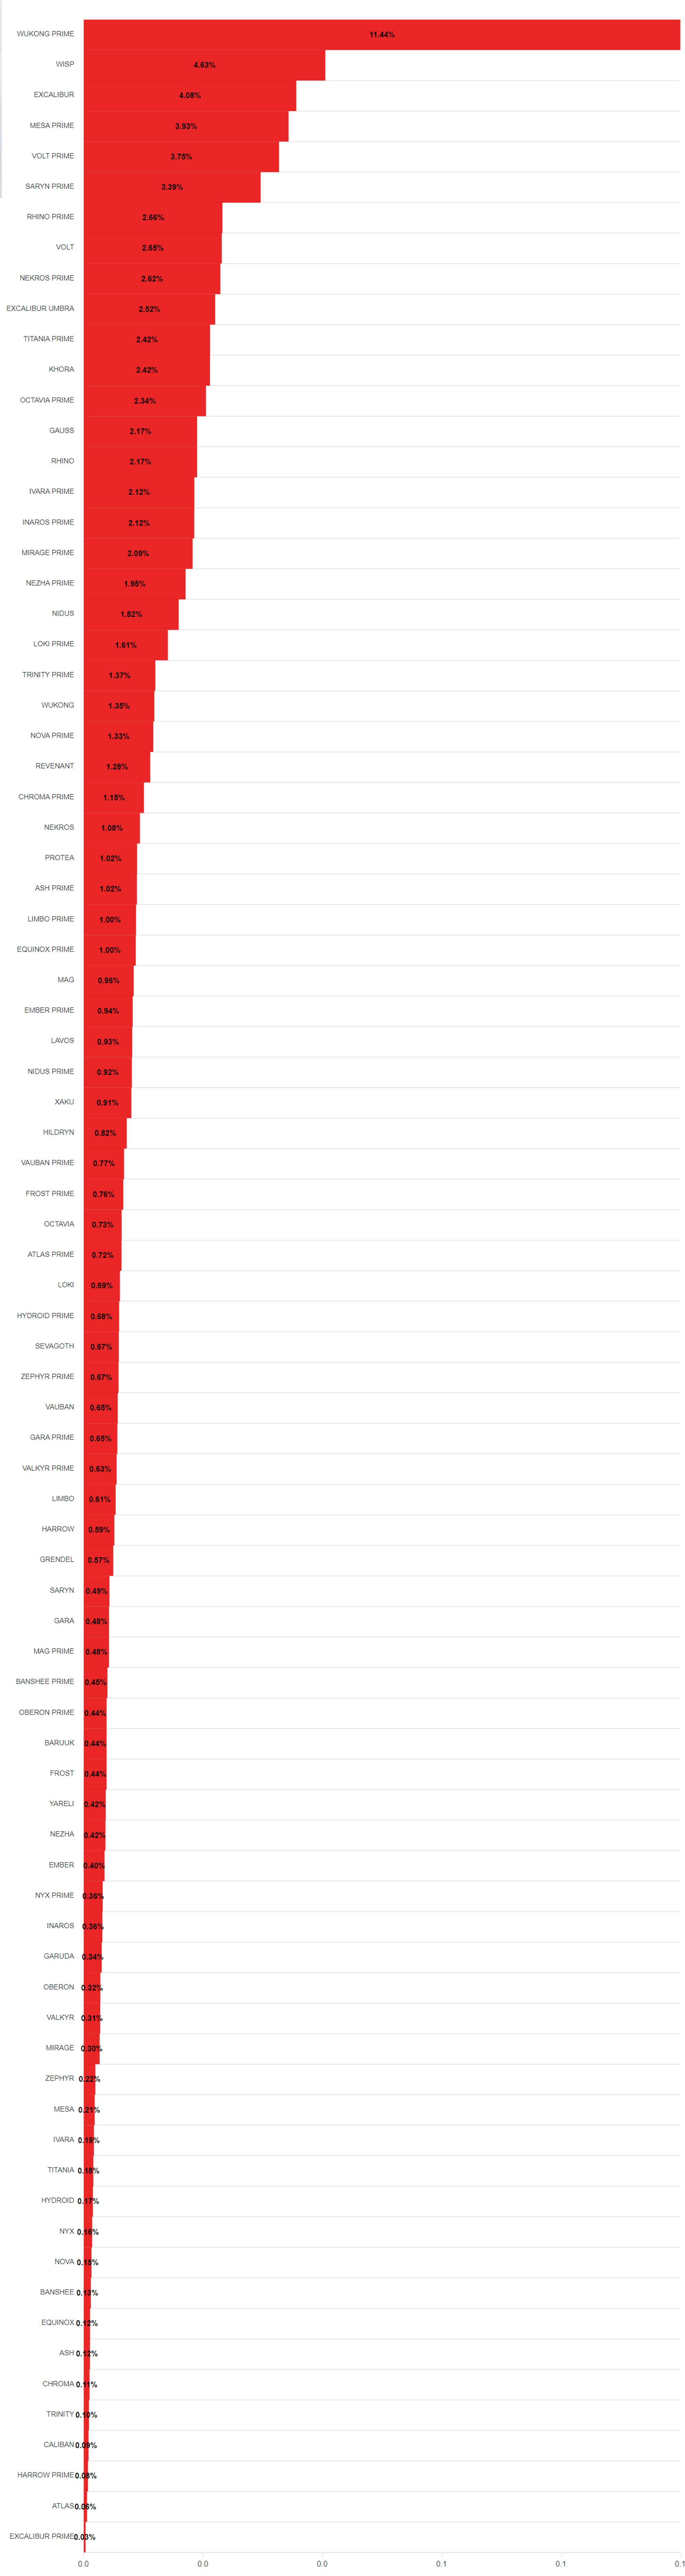 WUKONG PRIME 11.44%
WISP 4.63%
EXCALIBUR 4.08%
MESA PRIME 3.93%
VOLT PRIME 3.75%
SARYN PRIME 3.39%
RHINO PRIME 2.66%
VOLT 2.65%
NEKROS PRIME 2.62%
EXCALIBUR UMBRA 2.52%
TITANIA PRIME 2.42%
KHORA 2.42%
OCTAVIA PRIME 2.34%
GAUSS 2.17%
RHINO 2.17%
IVARA PRIME 2.12%
INAROS PRIME 2.12%
MIRAGE PRIME 2.09%
NEZHA PRIME 1.95%
NIDUS 1.82%
LOKI PRIME 1.61%
TRINITY PRIME 1.37%
WUKONG 1.35%
NOVA PRIME 1.33%
REVENANT 1.28%
CHROMA PRIME 1.15%
NEKROS 1.08%
PROTEA 1.02%
ASH PRIME 1.02%
LIMBO PRIME 1.00%
EQUINOX PRIME 1.00%
MAG 0.96%
EMBER PRIME 0.94%
LAVOS 0.93%
NIDUS PRIME 0.92%
XAKU 0.91%
HILDRYN 0.82%
VAUBAN PRIME 0.77%
FROST PRIME 0.76%
OCTAVIA 0.73%
ATLAS PRIME 0.72%
LOKI 0.69%
HYDROID PRIME 0.68%
SEVAGOTH 0.67%
ZEPHYR PRIME 0.67%
VAUBAN 0.65%
GARA PRIME 0.65%
VALKYR PRIME 0.63%
LIMBO 0.61%
HARROW 0.59%
GRENDEL 0.57%
SARYN 0.49%
GARA 0.48%
MAG PRIME 0.48%
BANSHEE PRIME 0.45%
OBERON PRIME 0.44%
BARUUK 0.44%
FROST 0.44%
YARELI 0.42%
NEZHA 0.42%
EMBER 0.40%
NYX PRIME 0.36%
INAROS 0.36%
GARUDA 0.34%
OBERON 0.32%
VALKYR 0.31%
MIRAGE 0.30%
ZEPHYR 0.22%
MESA 0.21%
IVARA 0.19%
TITANIA 0.18%
HYDROID 0.17%
NYX 0.16%
NOVA 0.15%
BANSHEE 0.13%
EQUINOX 0.12%
ASH 0.12%
CHROMA 0.11%
TRINITY 0.10%
CALIBAN 0.09%
HARROW PRIME 0.08%
ATLAS 0.06%
EXCALIBUR PRIME 0.03%
0.0 0.0 0.0 0.1 0.1 0.1